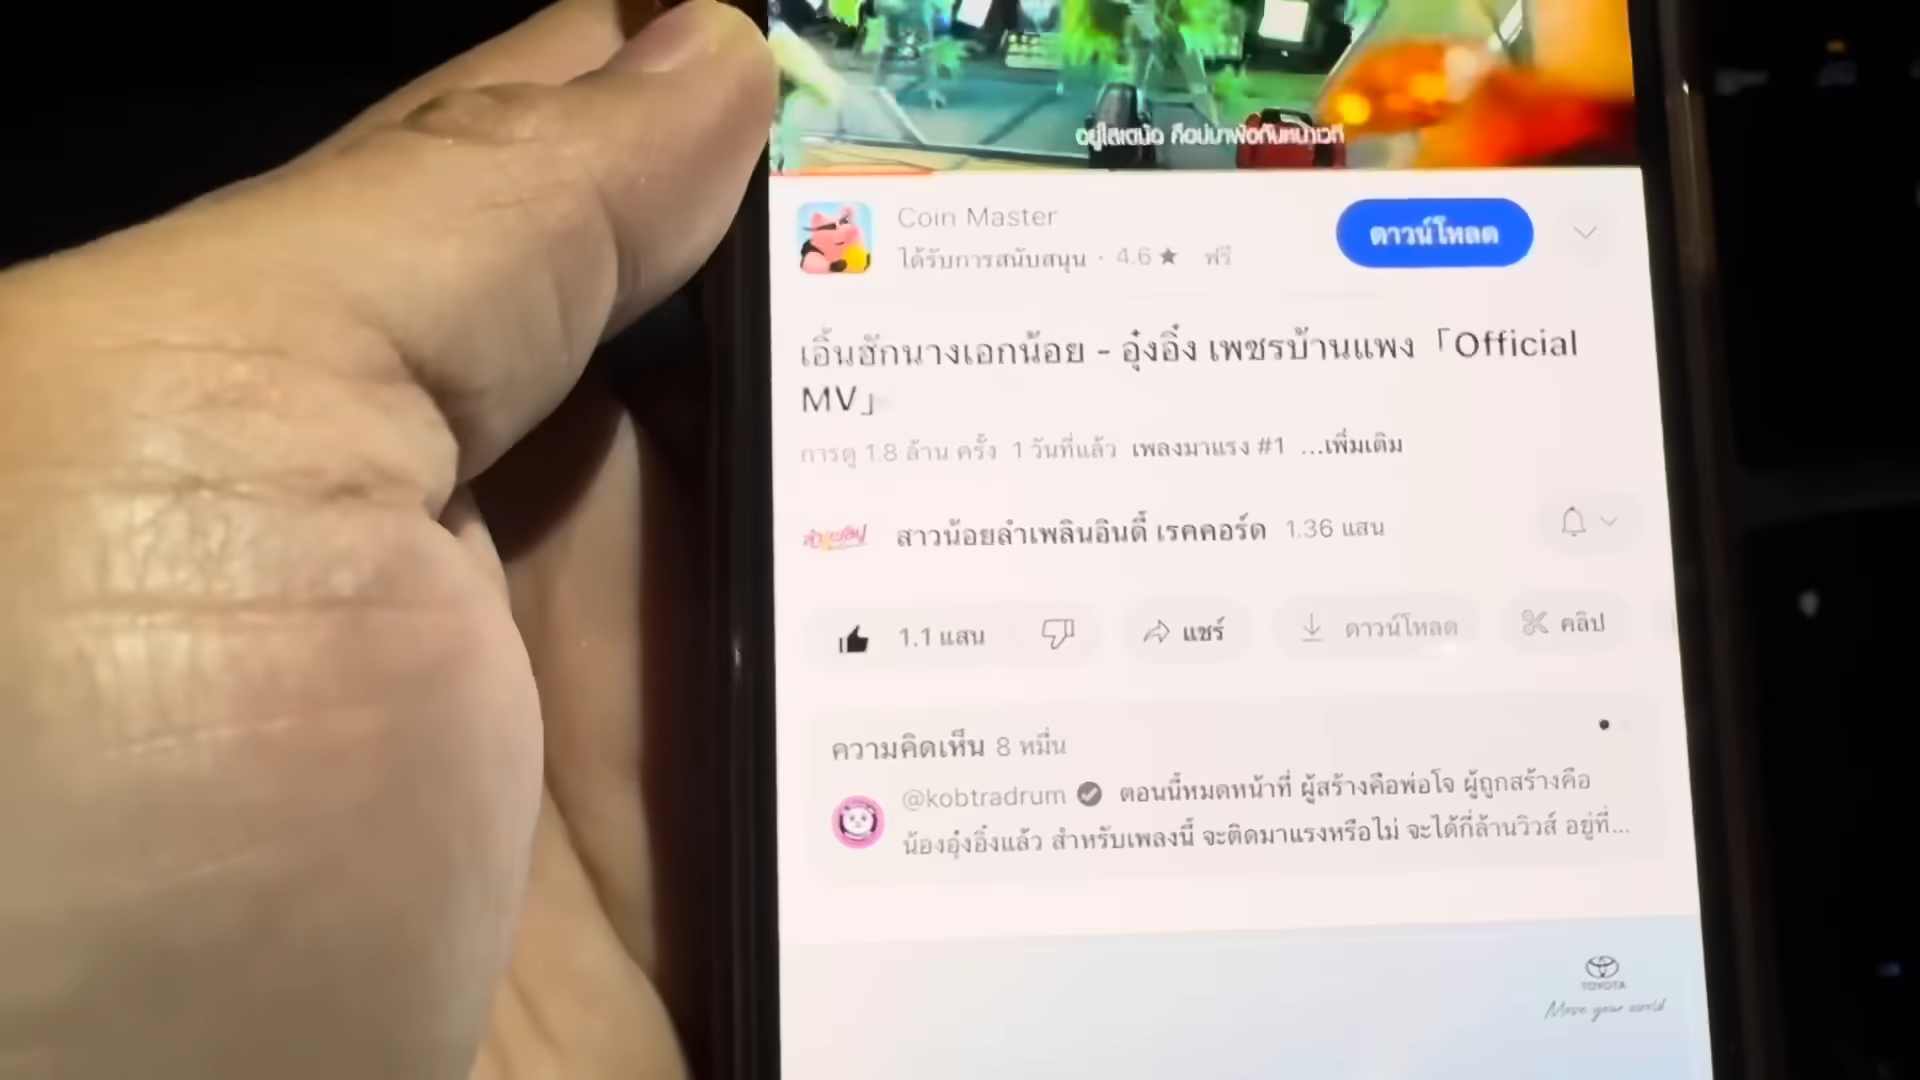 อยู่ใสเตน้อ คือบ่มาพ้อกันหน้าเวที
Coin Master
ได้รับการสนับสนุน · 4.6 ★ ฟรี
ดาวน์โหลด
เอิ้นฮักนางเอกน้อย - อุ๋งอิ๋ง เพชรบ้านแพง「Official
MV」
การดู 1.8 ล้าน ครั้ง 1 วันที่แล้ว เพลงมาแรง #1 ...เพิ่มเติม
สาวน้อยลำเพลินอินดี้ เรคคอร์ด 1.36 แสน
1.1 แสน แชร์ ดาวน์โหลด คลิป
ความคิดเห็น 8 หมื่น
@kobtradrum ตอนนี้หมดหน้าที่ ผู้สร้างคือพ่อโจ ผู้ถูกสร้างคือ
น้องอุ๋งอิ๋งแล้ว สำหรับเพลงนี้ จะติดมาแรงหรือไม่ จะได้กี่ล้านวิวส์ อยู่ที่...
TOYOTA
Move your world